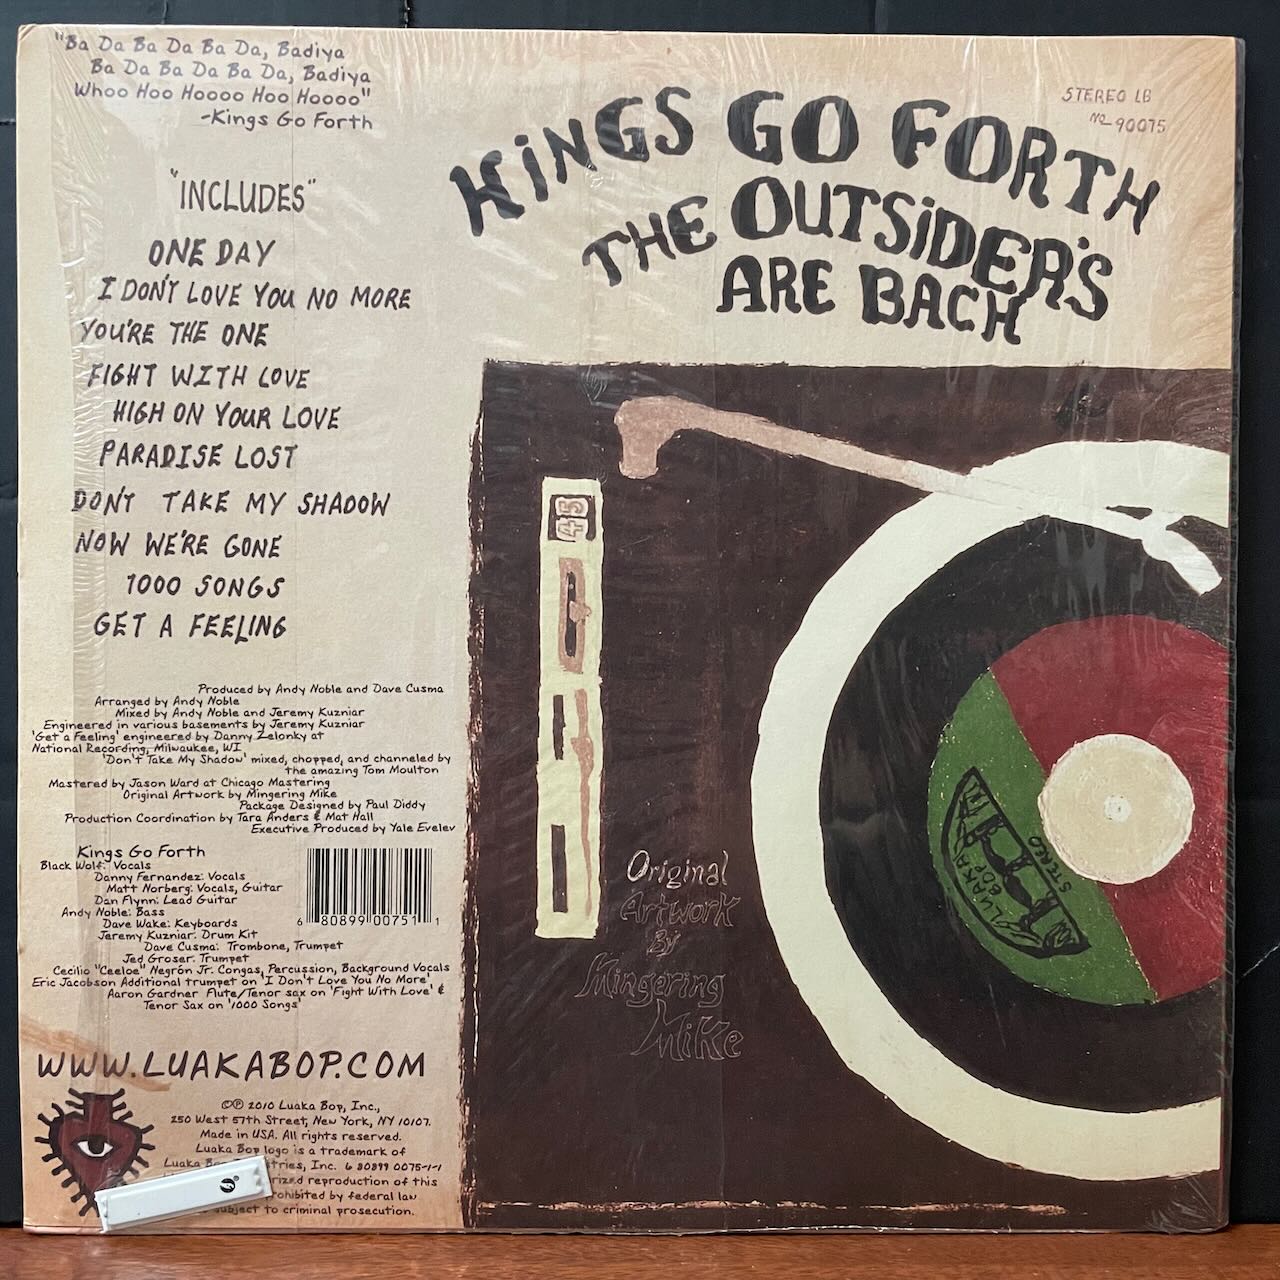 "Ba Da Ba Da Ba Da, Badiya
Ba Da Ba Da Ba Da, Badiya
Whoo Hoo Hoooo Hoo Hoooo"
-Kings Go Forth
STEREO LB
No 90075
KiNGS GO FORTH
THE OUTSiDER'S
ARE BACH
"INCLUDES"
ONE DAY
I DON'T LOVE YOU NO MORE
YOU'RE THE ONE
FIGHT WITH LOVE
HIGH ON YOUR LOVE
PARADISE LOST
DON'T TAKE MY SHADOW
NOW WE'RE GONE
1000 SONGS
GET A FEELING
Produced by Andy Noble and Dave Cusma
Arranged by Andy Noble
Mixed by Andy Noble and Jeremy Kuzniar
Engineered in various basements by Jeremy Kuzniar
'Get a Feeling' engineered by Danny Zelonky at
National Recording, Milwaukee, WI
'Don't Take My Shadow' mixed, chopped, and channeled by
the amazing Tom Moulton
Mastered by Jason Ward at Chicago Mastering
Original Artwork by Mingering Mike
Package Designed by Paul Diddy
Production Coordination by Tara Anders & Mat Hall
Executive Produced by Yale Evelev
Kings Go Forth
Black Wolf: Vocals
Danny Fernandez: Vocals
Matt Norberg: Vocals, Guitar
Dan Flynn: Lead Guitar
Andy Noble: Bass
Dave Wake: Keyboards
Jeremy Kuzniar: Drum Kit
Dave Cusma: Trombone, Trumpet
Jed Groser: Trumpet
Cecilio "Ceeloe" Negrón Jr. Congas, Percussion, Background Vocals
Eric Jacobson Additional trumpet on 'I Don't Love You No More'
Aaron Gardner Flute/Tenor sax on 'Fight With Love' &
Tenor Sax on '1000 Songs'
6 80899 00751 1
WWW.LUAKABOP.COM
©℗ 2010 Luaka Bop, Inc.,
250 West 57th Street, New York, NY 10107.
Made in USA. All rights reserved.
Luaka Bop logo is a trademark of
Luaka Inc. 6 80899 0075-1-1
reproduction of this
by federal law
subject to criminal prosecution.
45
LUAKA
BOP
STEREO
Original
Artwork
By
Mingering
Mike